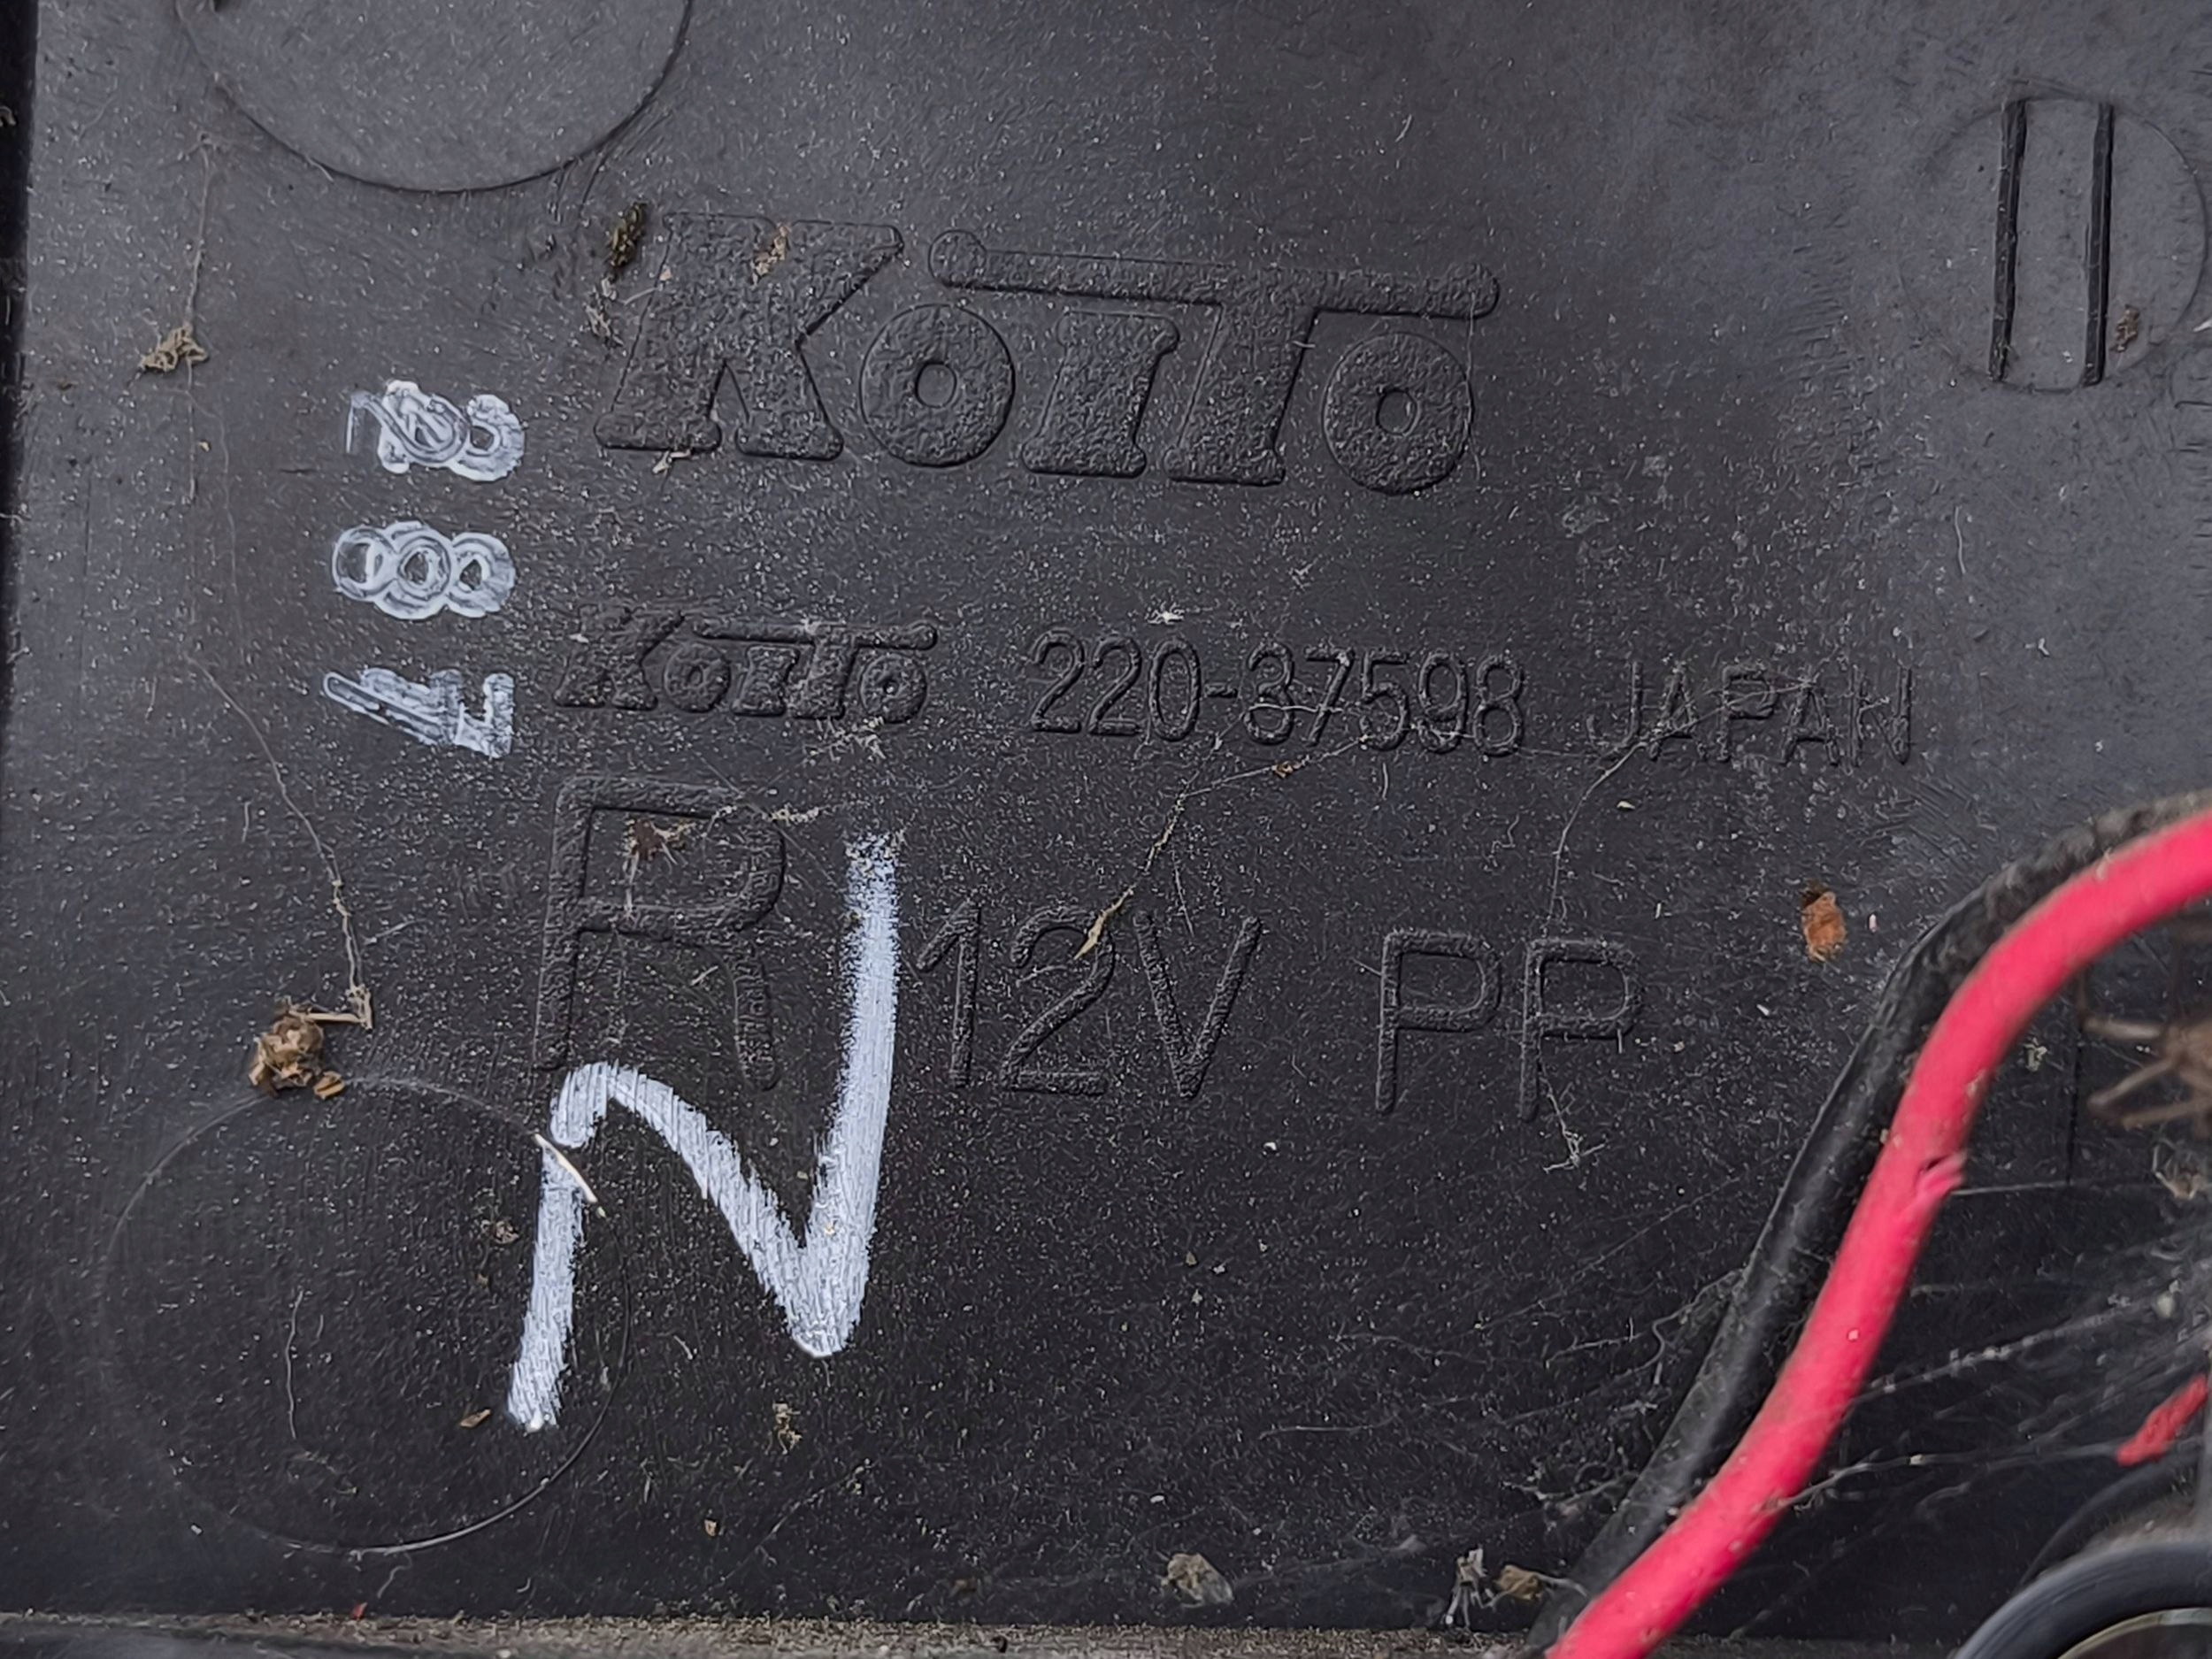 KOITO
KOITO 220-37598 JAPAN
R 12V PP
N